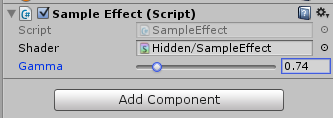 Sample Effect (Script)
Script SampleEffect
Shader Hidden/SampleEffect
Gamma 0.74
Add Component